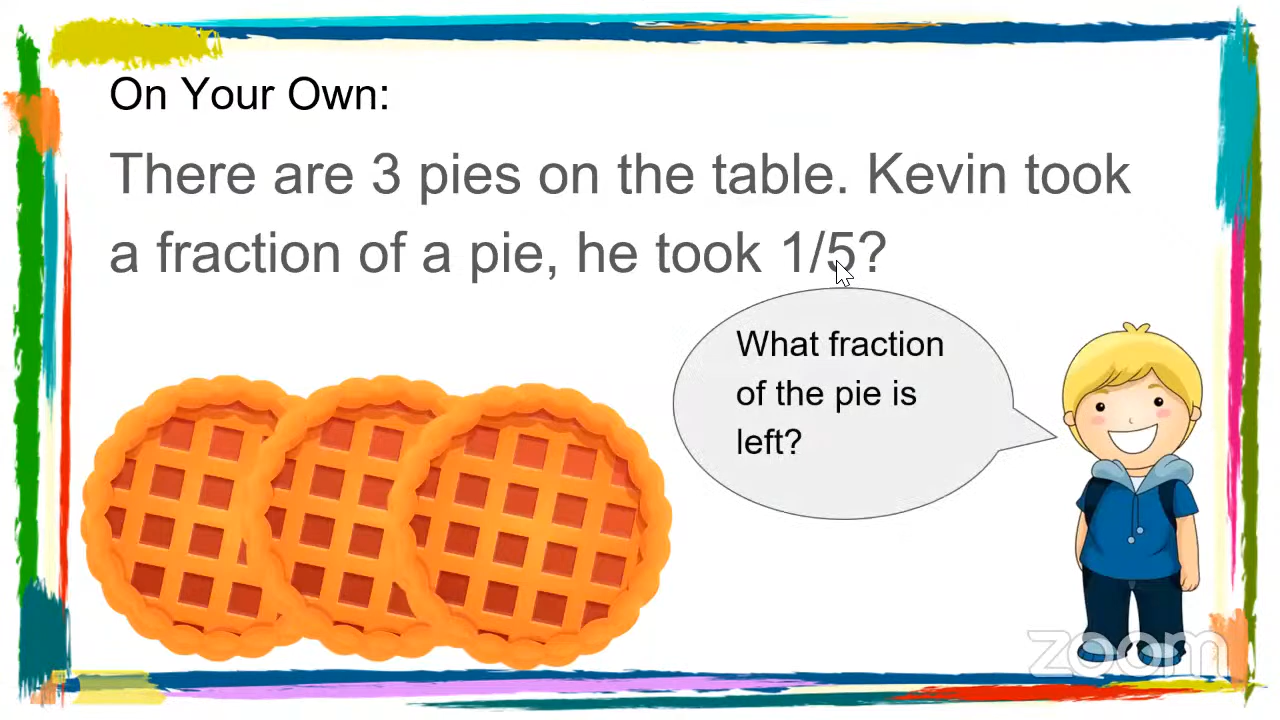 On Your Own:
There are 3 pies on the table. Kevin took
a fraction of a pie, he took 1/5?
What fraction
of the pie is
left?
zoom